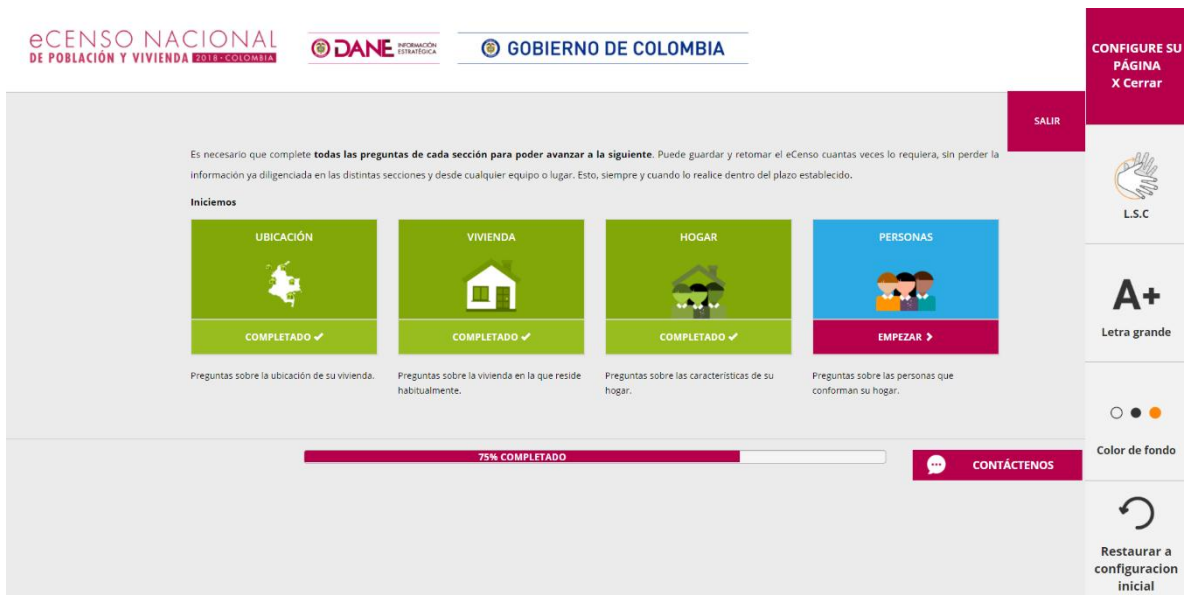 eCENSO NACIONAL
DE POBLACIÓN Y VIVIENDA 2018 - COLOMBIA
DANE INFORMACIÓN
ESTRATÉGICA
GOBIERNO DE COLOMBIA
CONFIGURE SU
PÁGINA
X Cerrar
SALIR
Es necesario que complete todas las preguntas de cada sección para poder avanzar a la siguiente. Puede guardar y retomar el eCenso cuantas veces lo requiera, sin perder la
información ya diligenciada en las distintas secciones y desde cualquier equipo o lugar. Esto, siempre y cuando lo realice dentro del plazo establecido.
Iniciemos
UBICACIÓN
COMPLETADO
Preguntas sobre la ubicación de su vivienda.
VIVIENDA
COMPLETADO
Preguntas sobre la vivienda en la que reside
habitualmente.
HOGAR
COMPLETADO
Preguntas sobre las características de su
hogar.
PERSONAS
EMPEZAR
Preguntas sobre las personas que
conforman su hogar.
75% COMPLETADO
CONTÁCTENOS
L.S.C
A+
Letra grande
Color de fondo
Restaurar a
configuracion
inicial